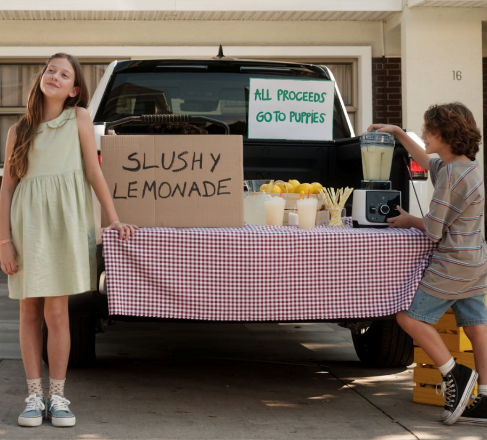 ALL PROCEEDS
GO TO PUPPIES
16
SLUSHY
LEMONADE